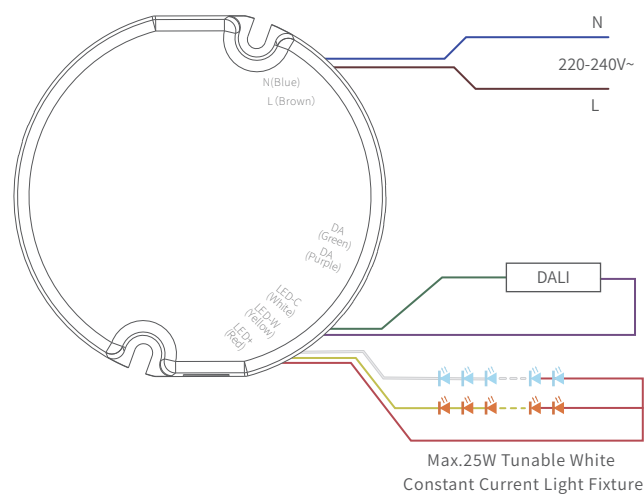 N
220-240V~
L
N(Blue)
L(Brown)
DA
(Green)
DA
(Purple)
DALI
LED-C
(White)
LED-W
(Yellow)
LED+
(Red)
Max.25W Tunable White
Constant Current Light Fixture